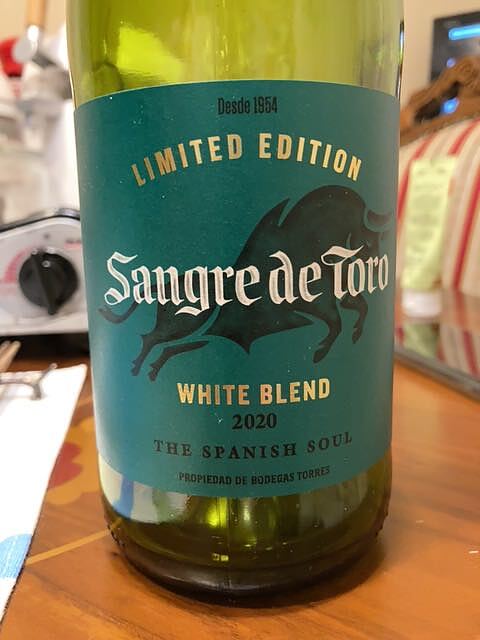 Desde 1954
LIMITED EDITION
Sangre de Toro
WHITE BLEND
2020
THE SPANISH SOUL
PROPIEDAD DE BODEGAS TORRES